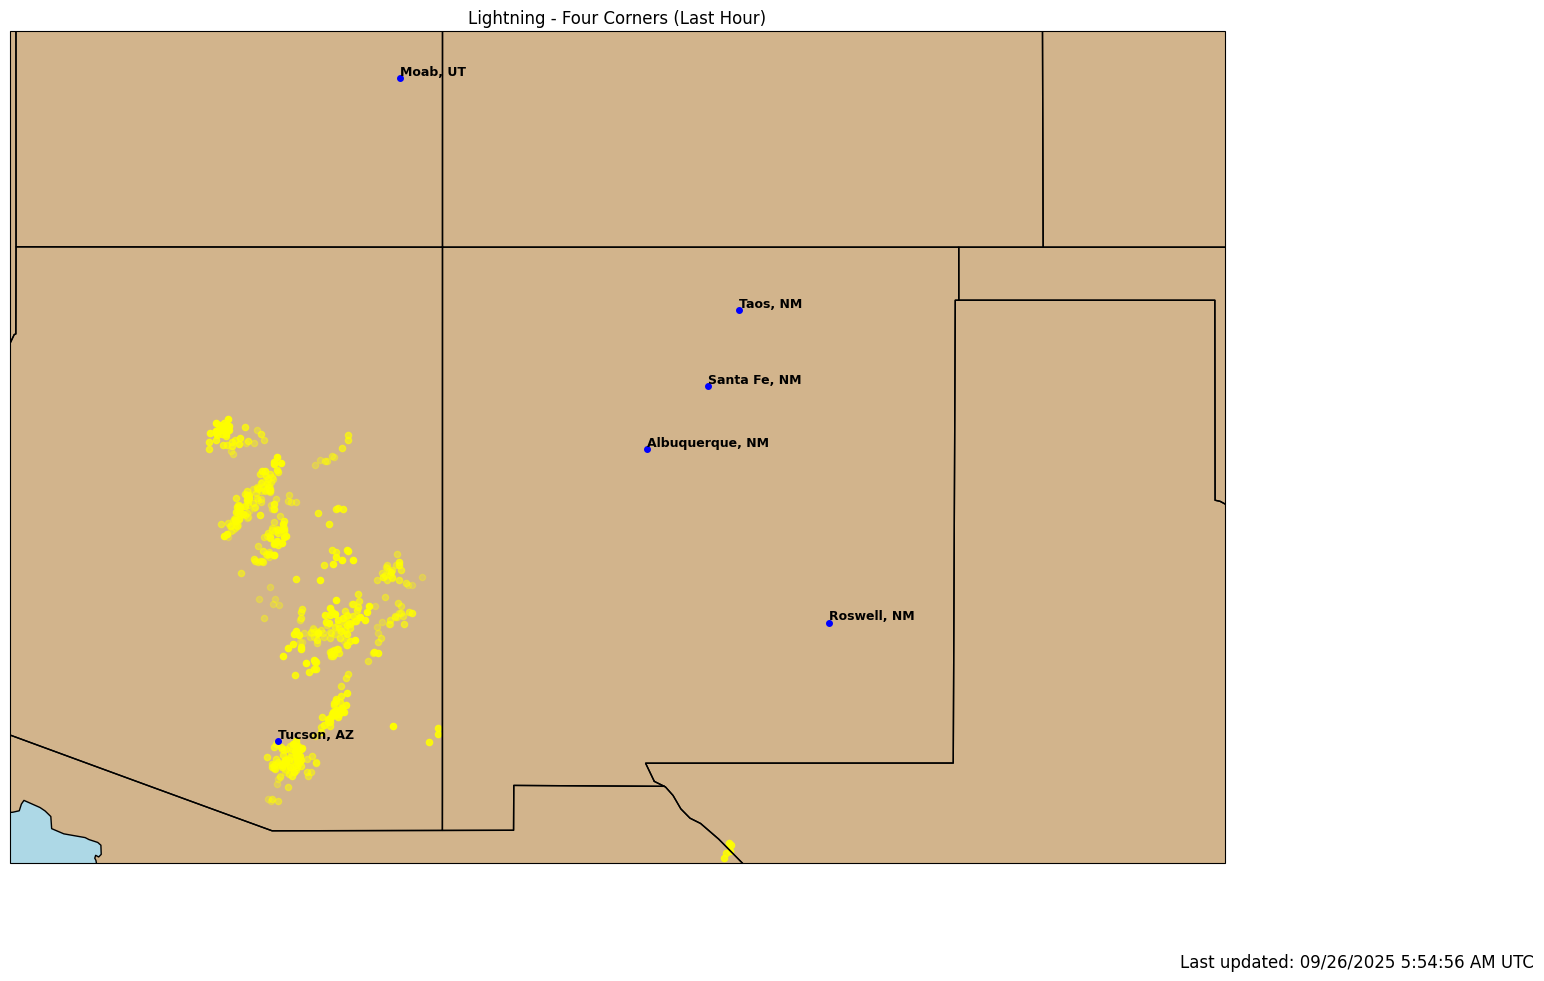 Lightning - Four Corners (Last Hour)
Moab, UT
Taos, NM
Santa Fe, NM
Albuquerque, NM
Roswell, NM
Tucson, AZ
Last updated: 09/26/2025 5:54:56 AM UTC